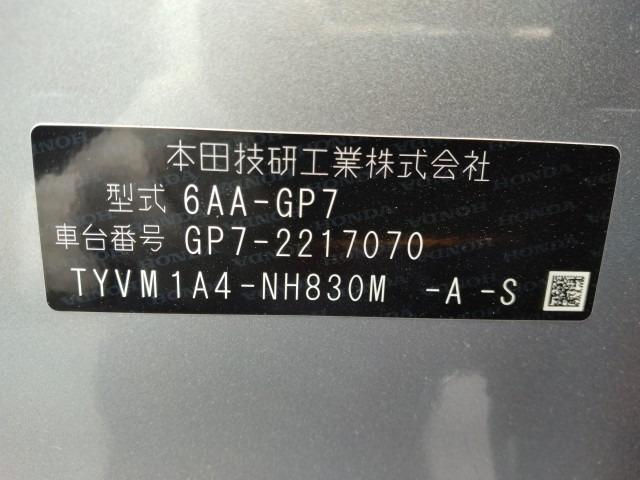 本田技研工業株式会社
型式 6AA-GP7
車台番号 GP7-2217070
TYVM1A4-NH830M -A-S